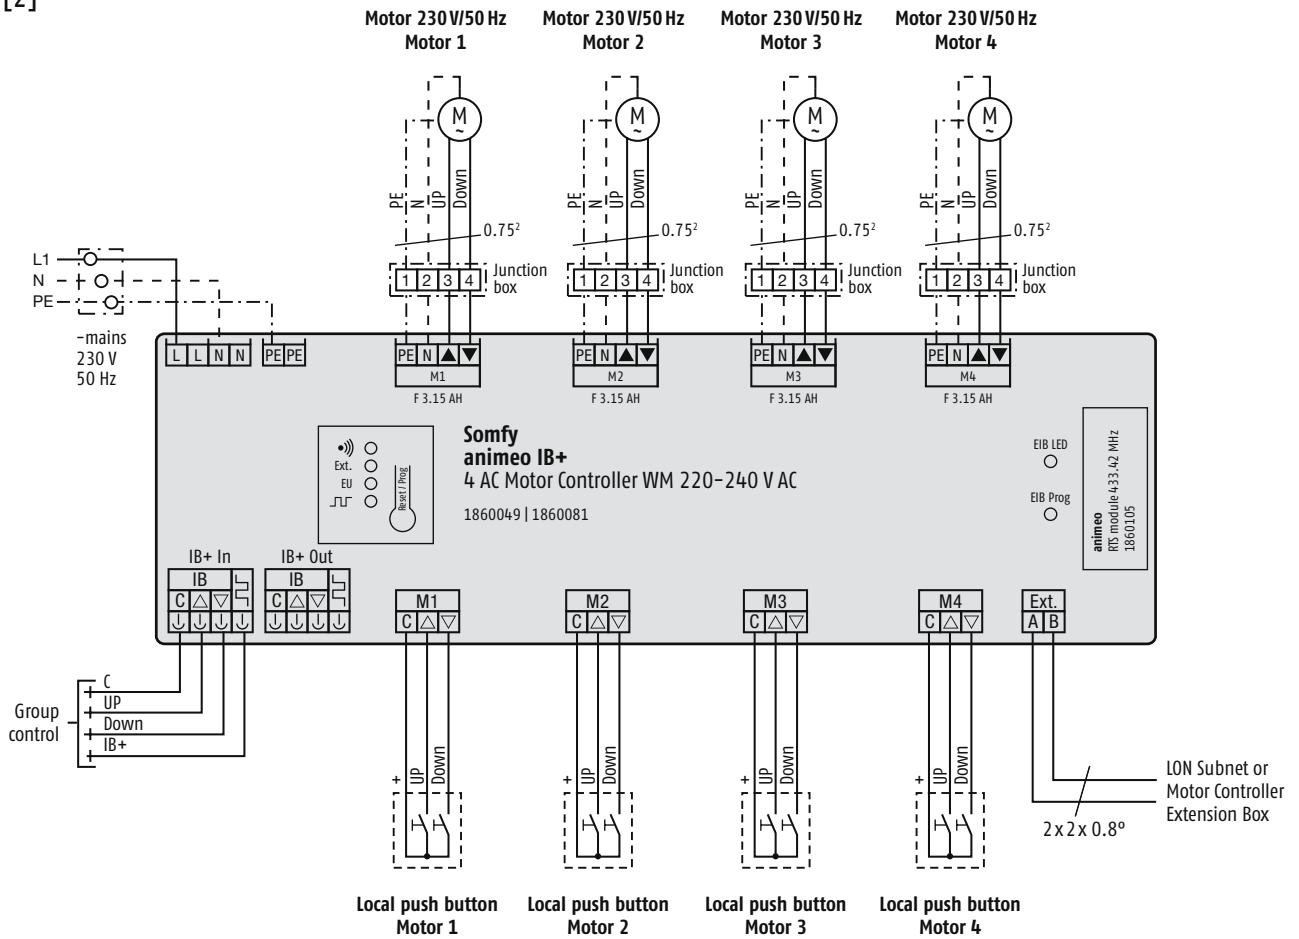 [2]
Motor 230 V/50 Hz
Motor 1
Motor 230 V/50 Hz
Motor 2
Motor 230 V/50 Hz
Motor 3
Motor 230 V/50 Hz
Motor 4
M
~
M
~
M
~
M
~
PE
N
UP
Down
PE
N
UP
Down
PE
N
UP
Down
PE
N
UP
Down
0.75²
0.75²
0.75²
0.75²
1 2 3 4
Junction
box
1 2 3 4
Junction
box
1 2 3 4
Junction
box
1 2 3 4
Junction
box
L1
N
PE
~mains
230 V
50 Hz
L L N N PE PE
PE N ▲ ▼
M1
F 3.15 AH
PE N ▲ ▼
M2
F 3.15 AH
PE N ▲ ▼
M3
F 3.15 AH
PE N ▲ ▼
M4
F 3.15 AH
Ext.
EU
Reset / Prog
Somfy
animeo IB+
4 AC Motor Controller WM 220-240 V AC
1860049 | 1860081
EIB LED
EIB Prog
animeo
RTS module 433.42 MHz
1860105
IB+ In
IB
C △ ▽
IB+ Out
IB
C △ ▽
M1
C △ ▽
M2
C △ ▽
M3
C △ ▽
M4
C △ ▽
Ext.
A B
Group
control
C
UP
Down
IB+
+
UP
Down
+
UP
Down
+
UP
Down
+
UP
Down
2 x 2 x 0.8º
LON Subnet or
Motor Controller
Extension Box
Local push button
Motor 1
Local push button
Motor 2
Local push button
Motor 3
Local push button
Motor 4